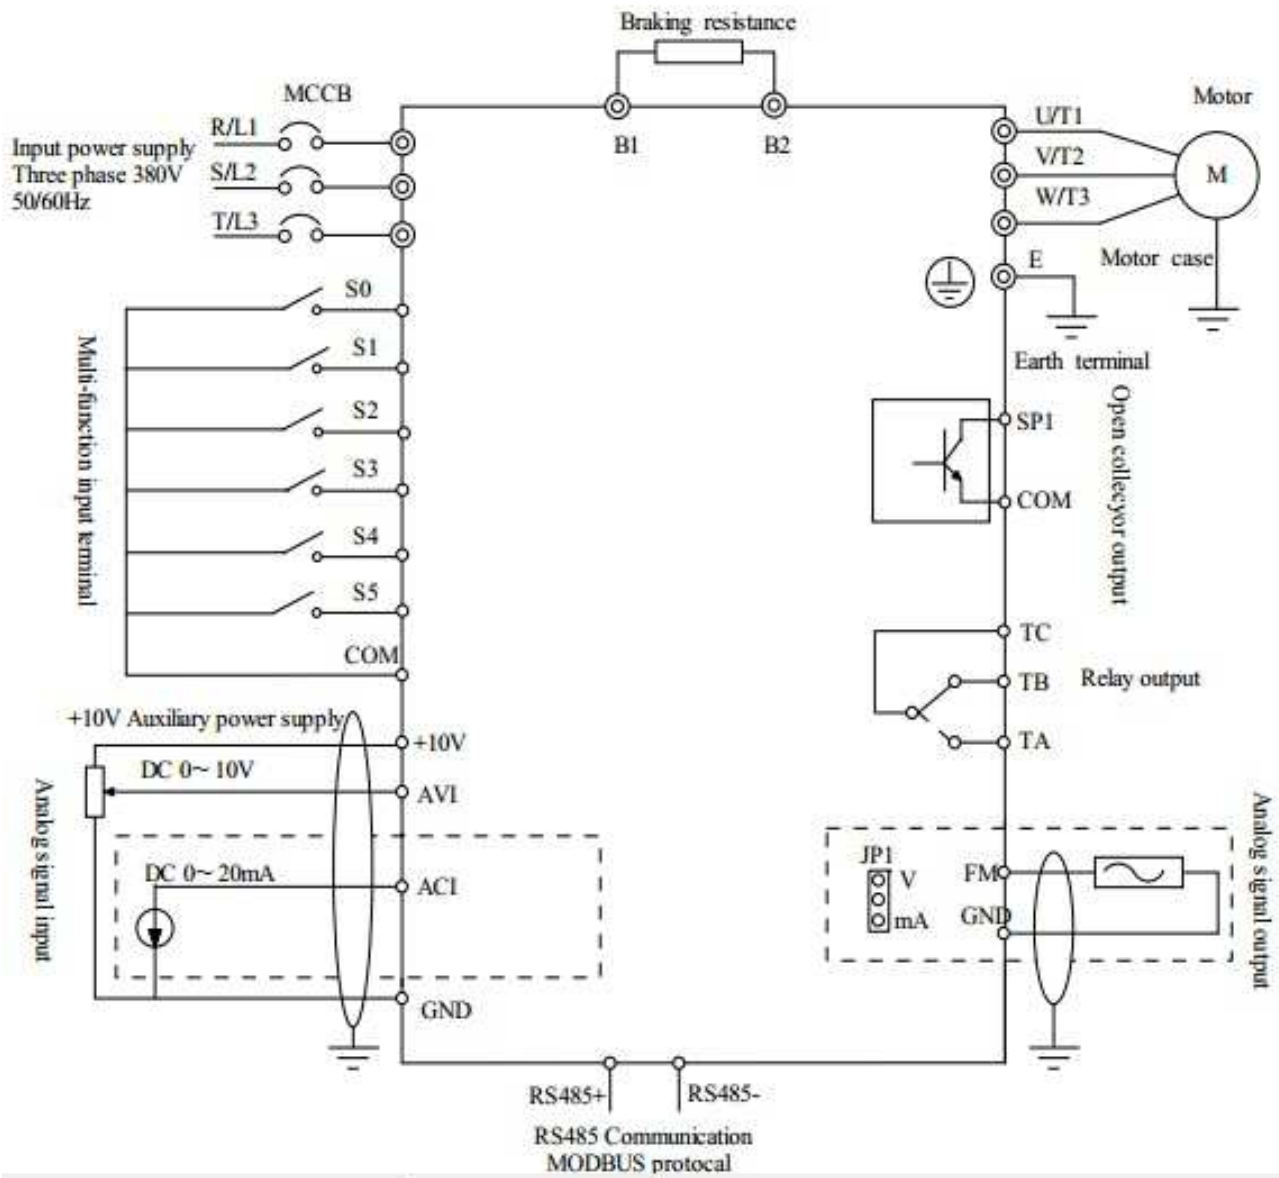 Braking resistance
MCCB
Motor
R/L1
U/T1
Input power supply
Three phase 380V
50/60Hz
B1
B2
S/L2
V/T2
M
T/L3
W/T3
E
Motor case
S0
S1
Earth terminal
Multi-function input terminal
S2
SP1
Open collecyor output
S3
COM
S4
S5
TC
COM
TB
Relay output
+10V Auxiliary power supply
+10V
TA
DC 0~10V
AVI
Analog signal input
DC 0~20mA
ACI
JP1
V
mA
FM
GND
Analog signal output
GND
RS485+
RS485-
RS485 Communication
MODBUS protocal